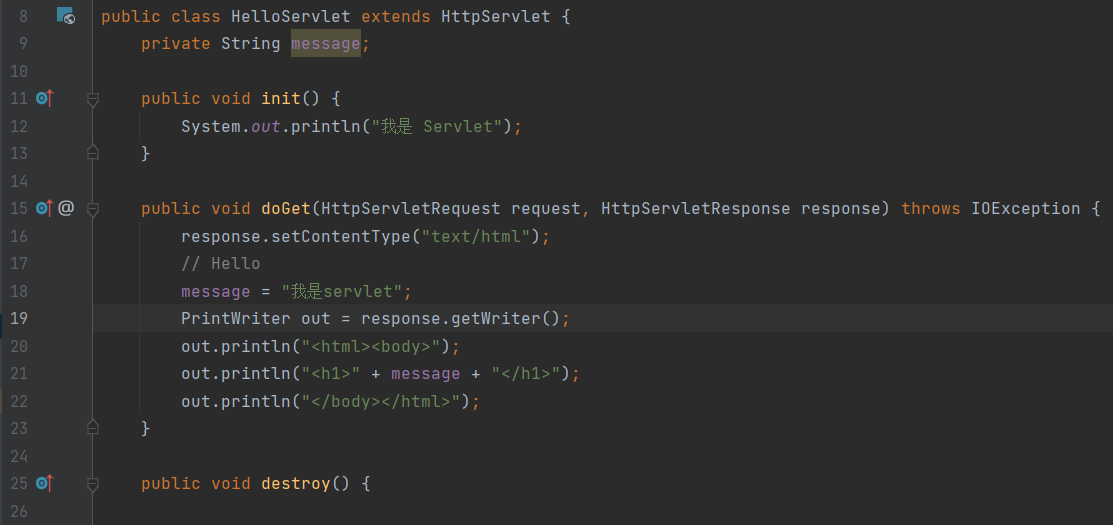 8 public class HelloServlet extends HttpServlet {
9 private String message;
10
11 public void init() {
12 System.out.println("我是 Servlet");
13 }
14
15 @ public void doGet(HttpServletRequest request, HttpServletResponse response) throws IOException {
16 response.setContentType("text/html");
17 // Hello
18 message = "我是servlet";
19 PrintWriter out = response.getWriter();
20 out.println("<html><body>");
21 out.println("<h1>" + message + "</h1>");
22 out.println("</body></html>");
23 }
24
25 public void destroy() {
26